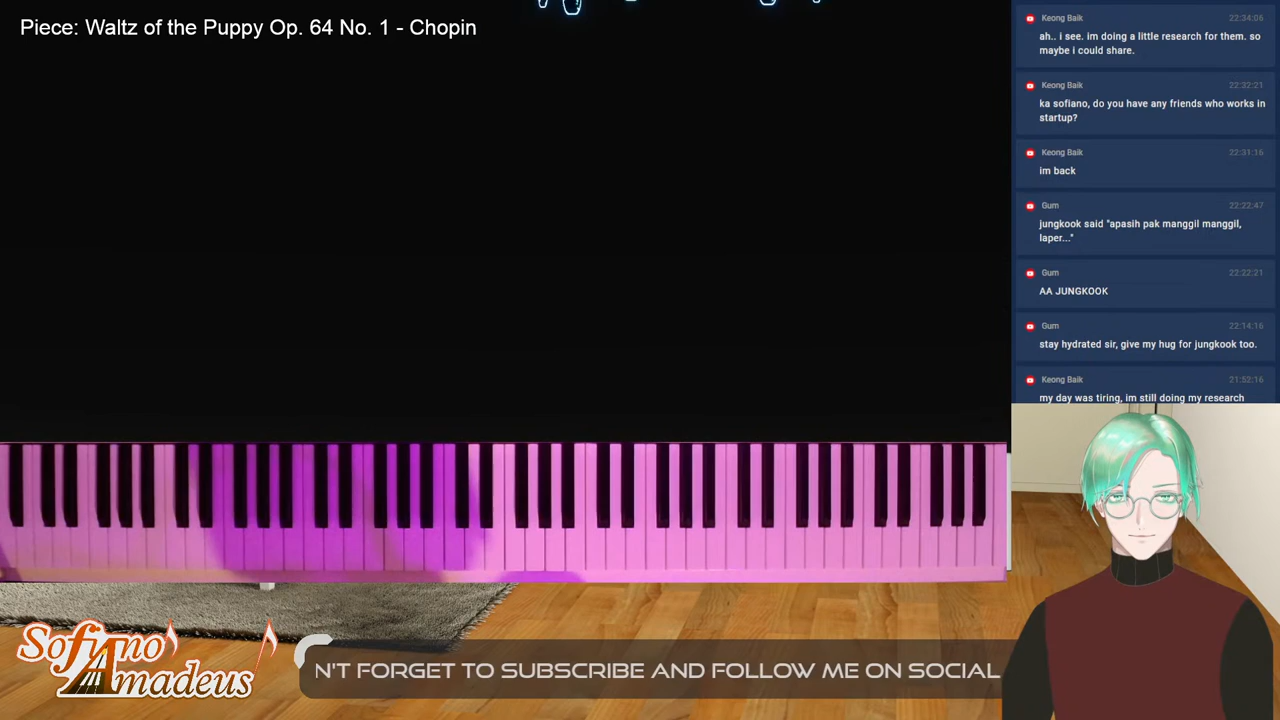 Piece: Waltz of the Puppy Op. 64 No. 1 - Chopin
Keong Baik 22:34:06
ah.. i see. im doing a little research for them. so
maybe i could share.
Keong Baik 22:32:21
ka sofiano, do you have any friends who works in
startup?
Keong Baik 22:31:16
im back
Gum 22:22:47
jungkook said "apasih pak manggil manggil,
laper..."
Gum 22:22:21
AA JUNGKOOK
Gum 22:14:16
stay hydrated sir, give my hug for jungkook too.
Keong Baik 21:52:16
my day was tiring, im still doing my research
Sofiano
Amadeus
N'T FORGET TO SUBSCRIBE AND FOLLOW ME ON SOCIAL